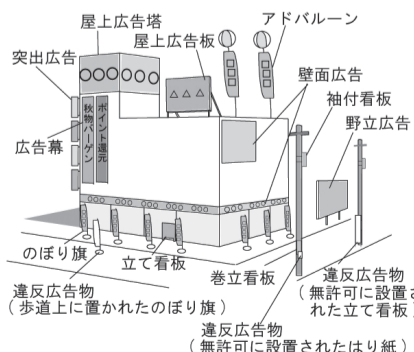 アドバルーン
屋上広告塔
屋上広告板
突出広告
壁面広告
袖付看板
野立広告
広告幕
秋物バーゲン
ポイント還元
のぼり旗
立て看板
巻立看板
違反広告物
(歩道上に置かれたのぼり旗)
違反広告物
(無許可に設置さ
れた立て看板)
違反広告物
(無許可に設置されたはり紙)